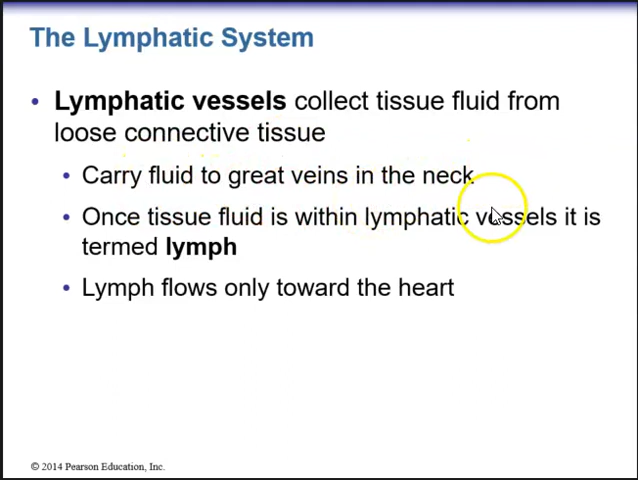 The Lymphatic System
• Lymphatic vessels collect tissue fluid from
loose connective tissue
• Carry fluid to great veins in the neck
• Once tissue fluid is within lymphatic vessels it is
termed lymph
• Lymph flows only toward the heart
© 2014 Pearson Education, Inc.